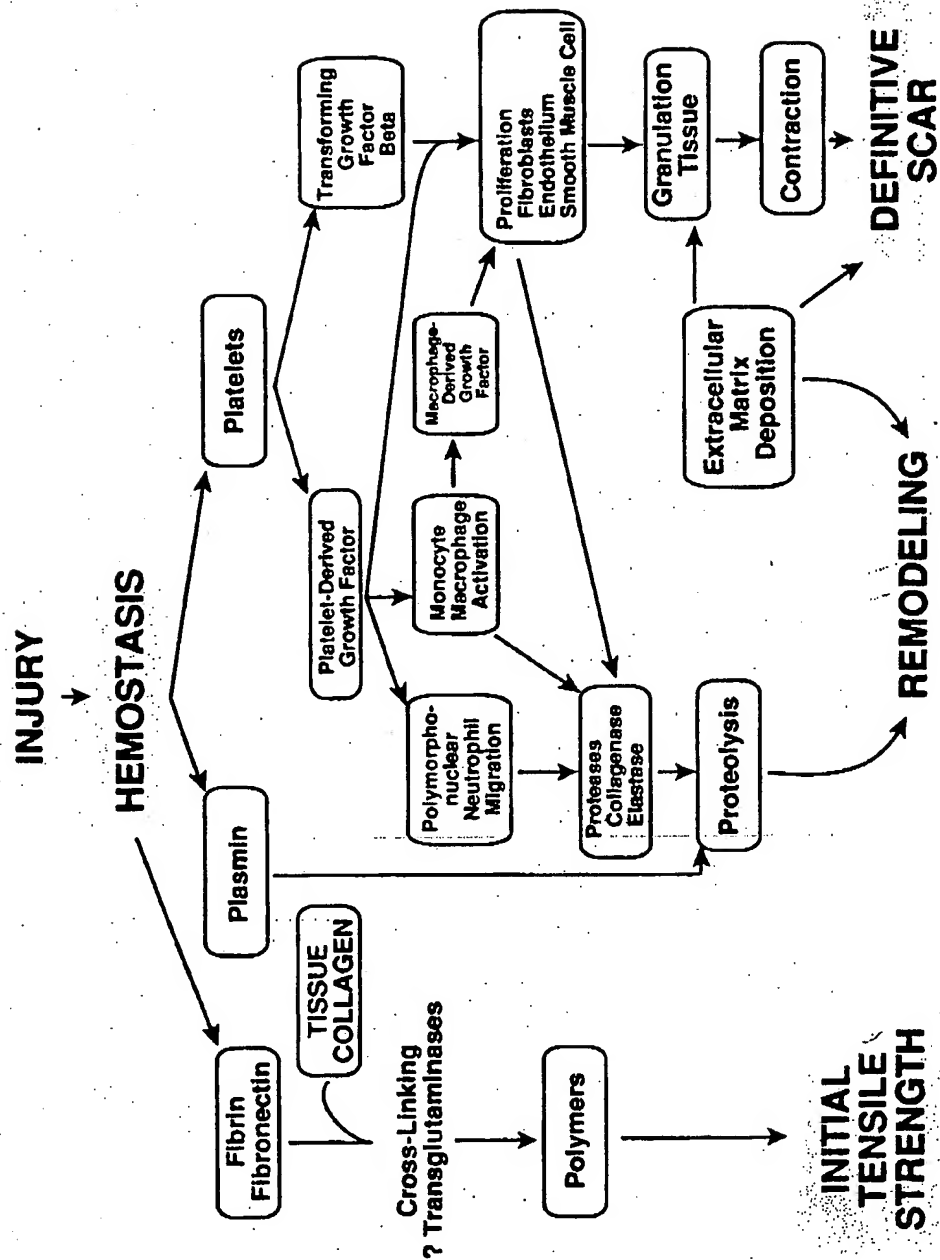 INJURY
HEMOSTASIS
Fibrin
Fibronectin
Plasmin
Platelets
TISSUE
COLLAGEN
Platelet-Derived
Growth Factor
Transforming
Growth
Factor
Beta
Cross-Linking
? Transglutaminases
Polymorpho-
nuclear
Neutrophil
Migration
Monocyte
Macrophage
Activation
Macrophage-
Derived
Growth
Factor
Proliferation
Fibroblasts
Endothelium
Smooth Muscle Cell
Polymers
Proteases
Collagenase
Elastase
Granulation
Tissue
Proteolysis
Extracellular
Matrix
Deposition
Contraction
INITIAL
TENSILE
STRENGTH
REMODELING
DEFINITIVE
SCAR